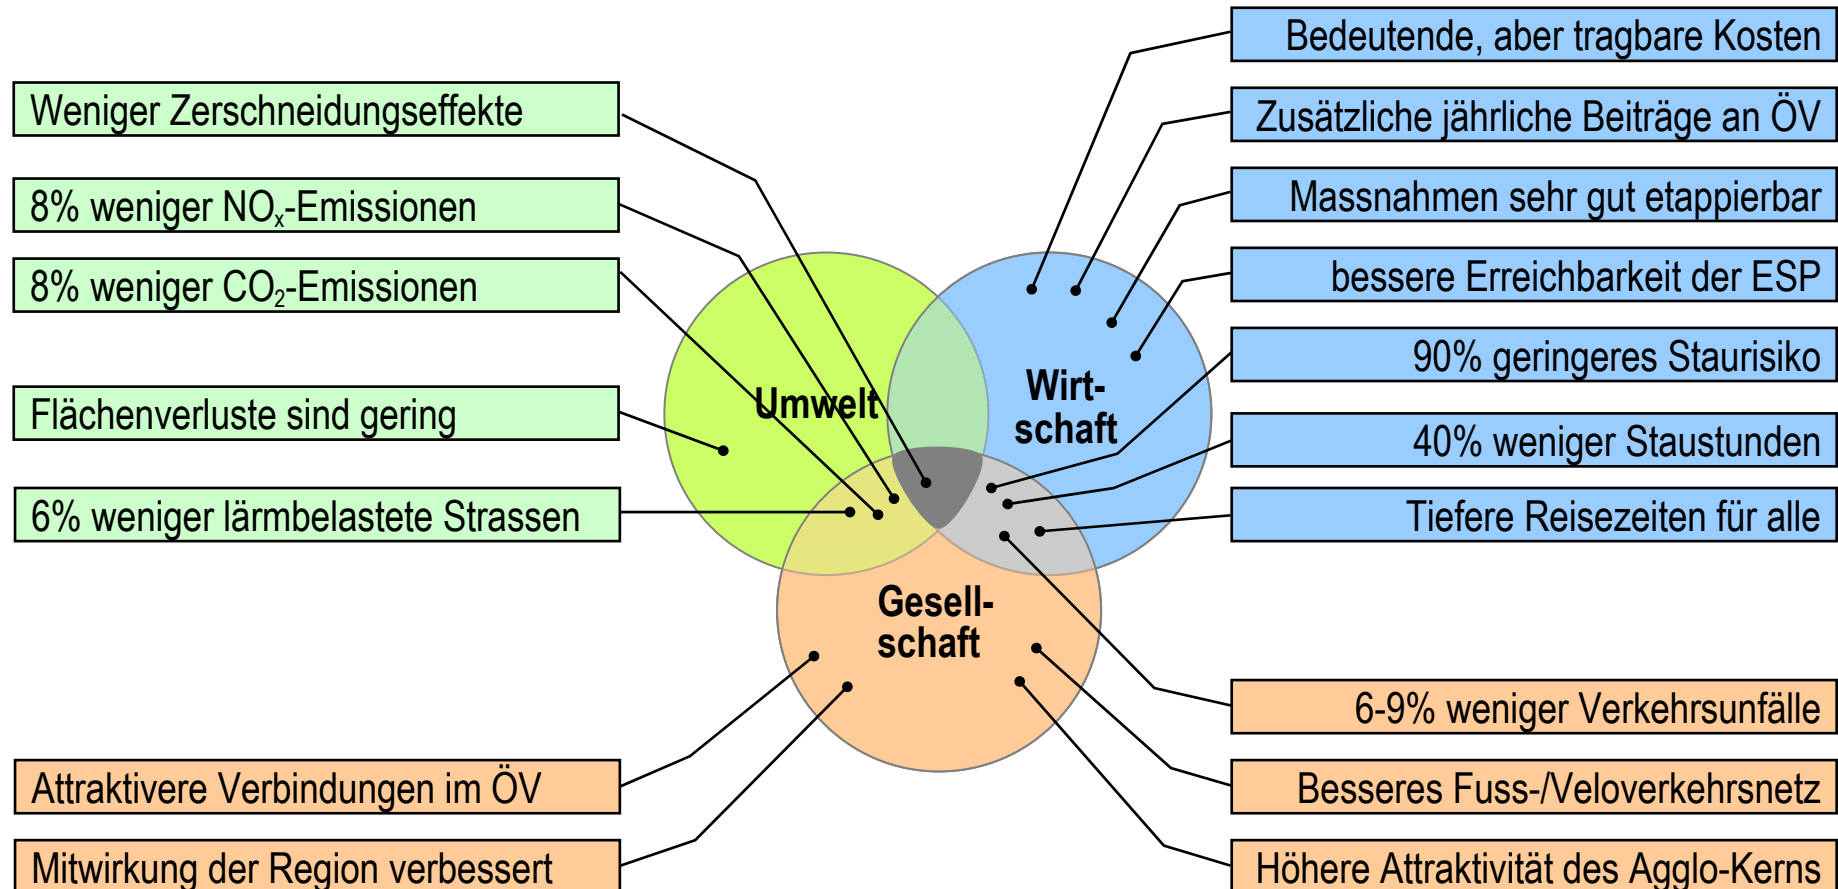 Weniger Zerschneidungseffekte
8% weniger NOx-Emissionen
8% weniger CO2-Emissionen
Flächenverluste sind gering
6% weniger lärmbelastete Strassen
Attraktivere Verbindungen im ÖV
Mitwirkung der Region verbessert
Umwelt
Wirt-
schaft
Gesell-
schaft
Bedeutende, aber tragbare Kosten
Zusätzliche jährliche Beiträge an ÖV
Massnahmen sehr gut etappierbar
bessere Erreichbarkeit der ESP
90% geringeres Staurisiko
40% weniger Staustunden
Tiefere Reisezeiten für alle
6-9% weniger Verkehrsunfälle
Besseres Fuss-/Veloverkehrsnetz
Höhere Attraktivität des Agglo-Kerns